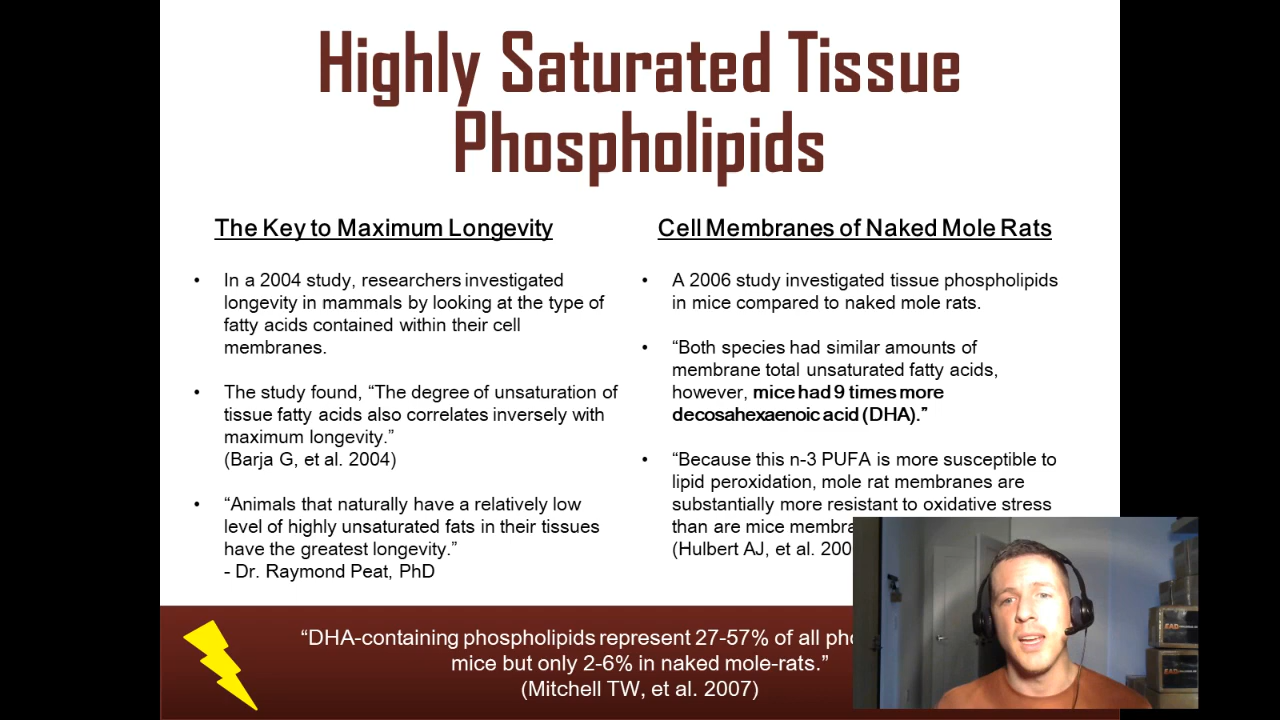 Highly Saturated Tissue
Phospholipids
The Key to Maximum Longevity
• In a 2004 study, researchers investigated
longevity in mammals by looking at the type of
fatty acids contained within their cell
membranes.
• The study found, “The degree of unsaturation of
tissue fatty acids also correlates inversely with
maximum longevity.”
(Barja G, et al. 2004)
• “Animals that naturally have a relatively low
level of highly unsaturated fats in their tissues
have the greatest longevity.”
- Dr. Raymond Peat, PhD
Cell Membranes of Naked Mole Rats
• A 2006 study investigated tissue phospholipids
in mice compared to naked mole rats.
• “Both species had similar amounts of
membrane total unsaturated fatty acids,
however, mice had 9 times more
decosahexaenoic acid (DHA).”
• “Because this n-3 PUFA is more susceptible to
lipid peroxidation, mole rat membranes are
substantially more resistant to oxidative stress
than are mice
(Hulbert AJ, et al.
“DHA-containing phospholipids represent 27-57% of all
mice but only 2-6% in naked mole-rats.”
(Mitchell TW, et al. 2007)
EAD
EAD